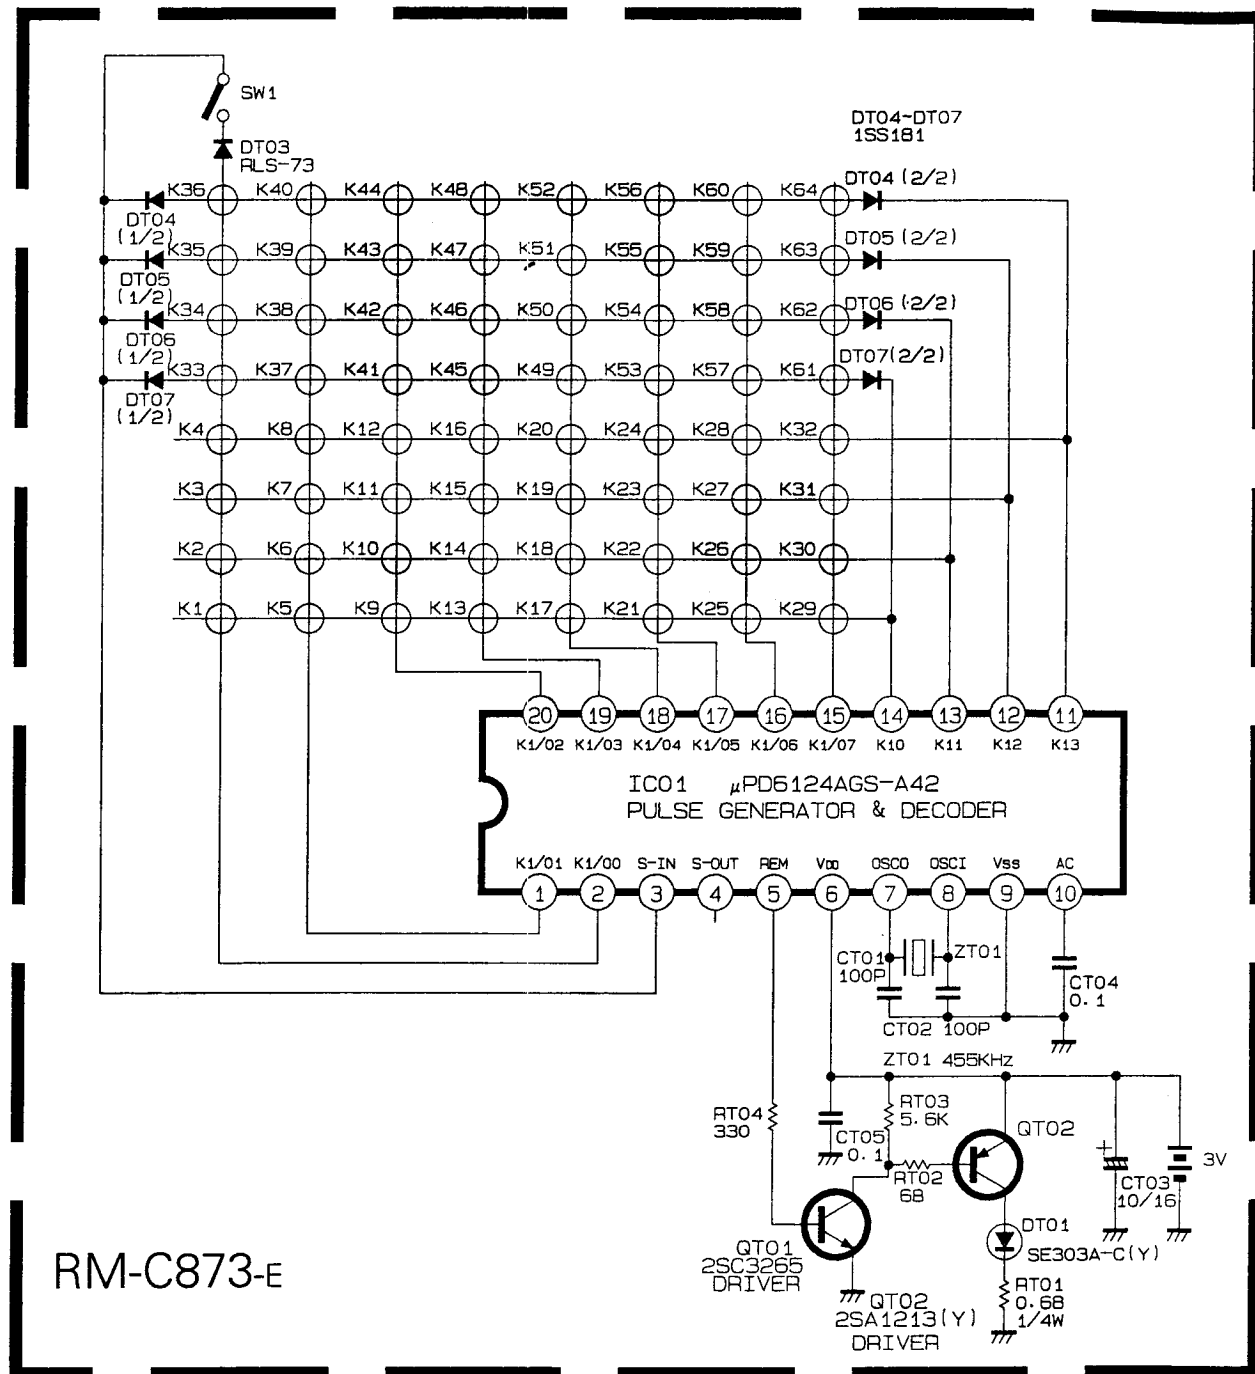 SW1
DT03
RLS-73
DT04~DT07
1SS181
K36 K40 K44 K48 K52 K56 K60 K64 DT04 (2/2)
DT04
(1/2)
K35 K39 K43 K47 K51 K55 K59 K63 DT05 (2/2)
DT05
(1/2)
K34 K38 K42 K46 K50 K54 K58 K62 DT06 (2/2)
DT06
(1/2)
K33 K37 K41 K45 K49 K53 K57 K61 DT07(2/2)
DT07
(1/2)
K4 K8 K12 K16 K20 K24 K28 K32
K3 K7 K11 K15 K19 K23 K27 K31
K2 K6 K10 K14 K18 K22 K26 K30
K1 K5 K9 K13 K17 K21 K25 K29
20 19 18 17 16 15 14 13 12 11
K1/02 K1/03 K1/04 K1/05 K1/06 K1/07 K10 K11 K12 K13
IC01 μPD6124AGS-A42
PULSE GENERATOR & DECODER
K1/01 K1/00 S-IN S-OUT REM VDD OSCO OSCI Vss AC
1 2 3 4 5 6 7 8 9 10
CT01
100P
ZT01
CT04
0.1
CT02 100P
ZT01 455KHz
RT04
330
RT03
5.6K
CT05
0.1
QT02
RT02
68
+
CT03
10/16
3V
QT01
2SC3265
DRIVER
DT01
SE303A-C(Y)
RT01
0.68
1/4W
QT02
2SA1213(Y)
DRIVER
RM-C873-E